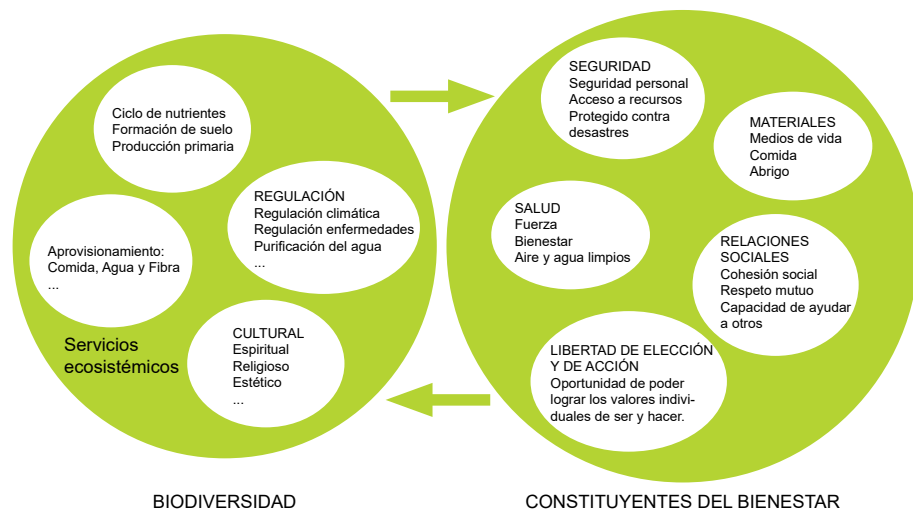 Ciclo de nutrientes
Formación de suelo
Producción primaria
REGULACIÓN
Regulación climática
Regulación enfermedades
Purificación del agua
...
Aprovisionamiento:
Comida, Agua y Fibra
...
CULTURAL
Espiritual
Religioso
Estético
...
Servicios
ecosistémicos
BIODIVERSIDAD
SEGURIDAD
Seguridad personal
Acceso a recursos
Protegido contra
desastres
MATERIALES
Medios de vida
Comida
Abrigo
SALUD
Fuerza
Bienestar
Aire y agua limpios
RELACIONES
SOCIALES
Cohesión social
Respeto mutuo
Capacidad de ayudar
a otros
LIBERTAD DE ELECCIÓN
Y DE ACCIÓN
Oportunidad de poder
lograr los valores indivi-
duales de ser y hacer.
CONSTITUYENTES DEL BIENESTAR